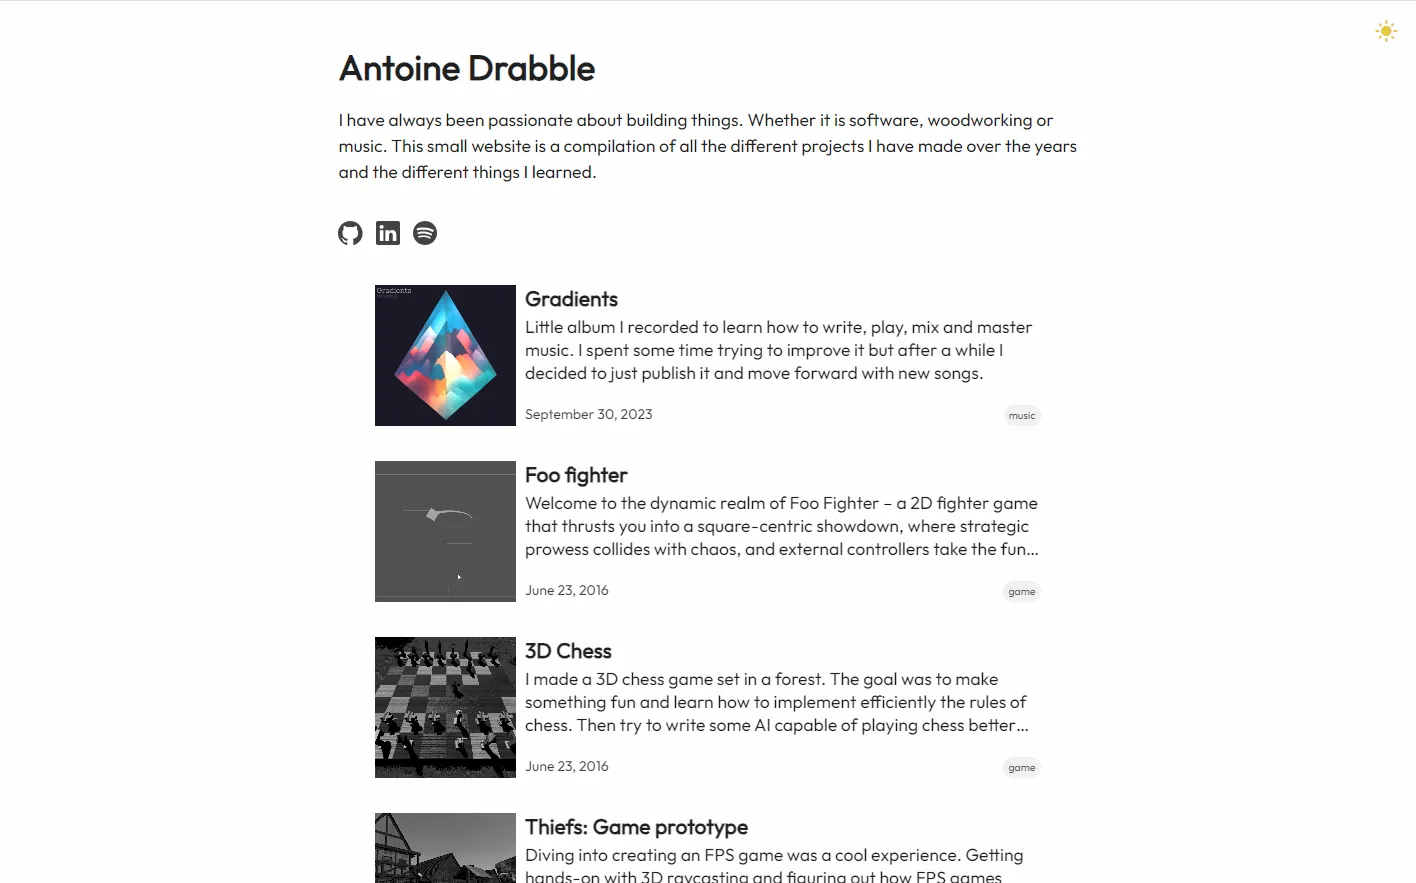 Antoine Drabble
I have always been passionate about building things. Whether it is software, woodworking or
music. This small website is a compilation of all the different projects I have made over the years
and the different things I learned.
in
Gradients
Gradients
Little album I recorded to learn how to write, play, mix and master
music. I spent some time trying to improve it but after a while I
decided to just publish it and move forward with new songs.
September 30, 2023
music
Foo fighter
Welcome to the dynamic realm of Foo Fighter – a 2D fighter game
that thrusts you into a square-centric showdown, where strategic
prowess collides with chaos, and external controllers take the fun...
June 23, 2016
game
3D Chess
I made a 3D chess game set in a forest. The goal was to make
something fun and learn how to implement efficiently the rules of
chess. Then try to write some AI capable of playing chess better...
June 23, 2016
game
Thiefs: Game prototype
Diving into creating an FPS game was a cool experience. Getting
hands-on with 3D raycasting and figuring out how FPS games